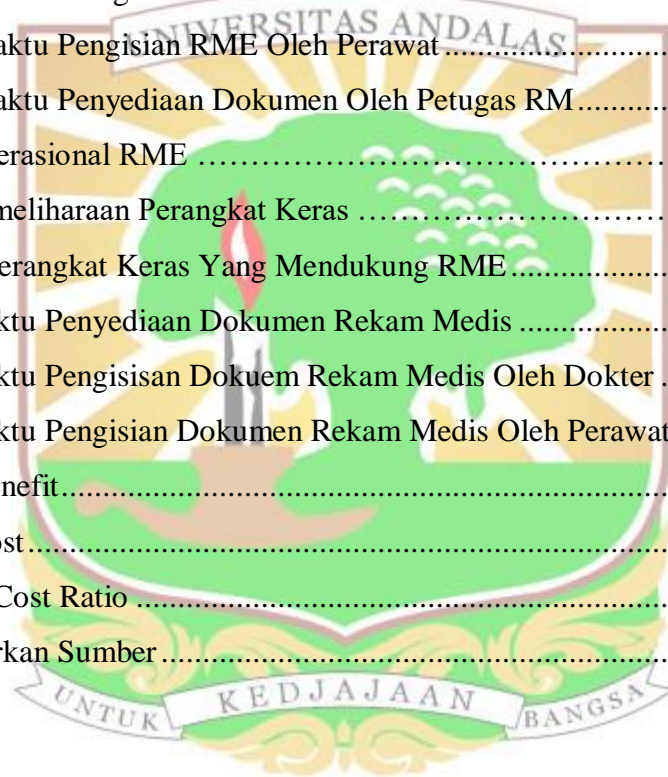 UNIVERSITAS ANDALAS
aktu Pengisian RME Oleh Perawat
aktu Penyediaan Dokumen Oleh Petugas RM
erasional RME
meliharaan Perangkat Keras
erangkat Keras Yang Mendukung RME
ktu Penyediaan Dokumen Rekam Medis
ktu Pengisisan Dokuem Rekam Medis Oleh Dokter
ktu Pengisian Dokumen Rekam Medis Oleh Perawat
nefit
ost
Cost Ratio
rkan Sumber
UNTUK KEDJAJAAN BANGSA